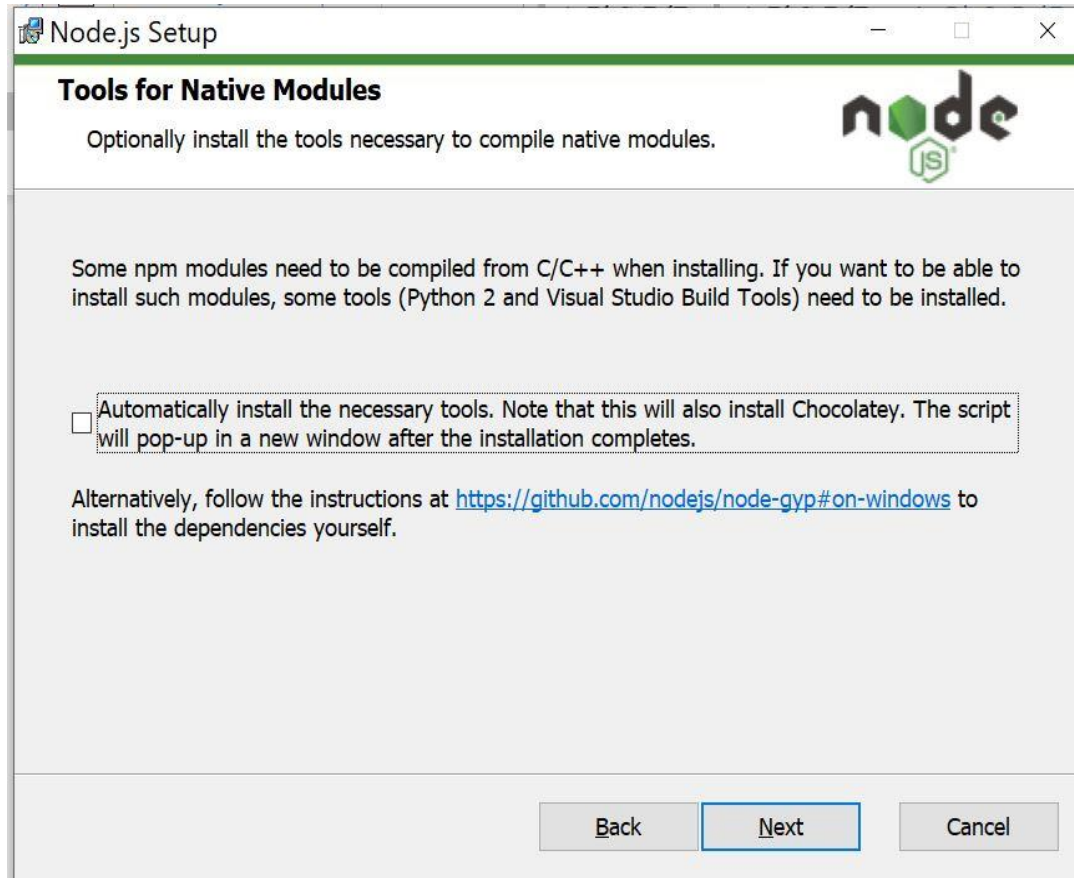 Node.js Setup
Tools for Native Modules
Optionally install the tools necessary to compile native modules.
node
JS
Some npm modules need to be compiled from C/C++ when installing. If you want to be able to
install such modules, some tools (Python 2 and Visual Studio Build Tools) need to be installed.
Automatically install the necessary tools. Note that this will also install Chocolatey. The script
will pop-up in a new window after the installation completes.
Alternatively, follow the instructions at https://github.com/nodejs/node-gyp#on-windows to
install the dependencies yourself.
Back
Next
Cancel